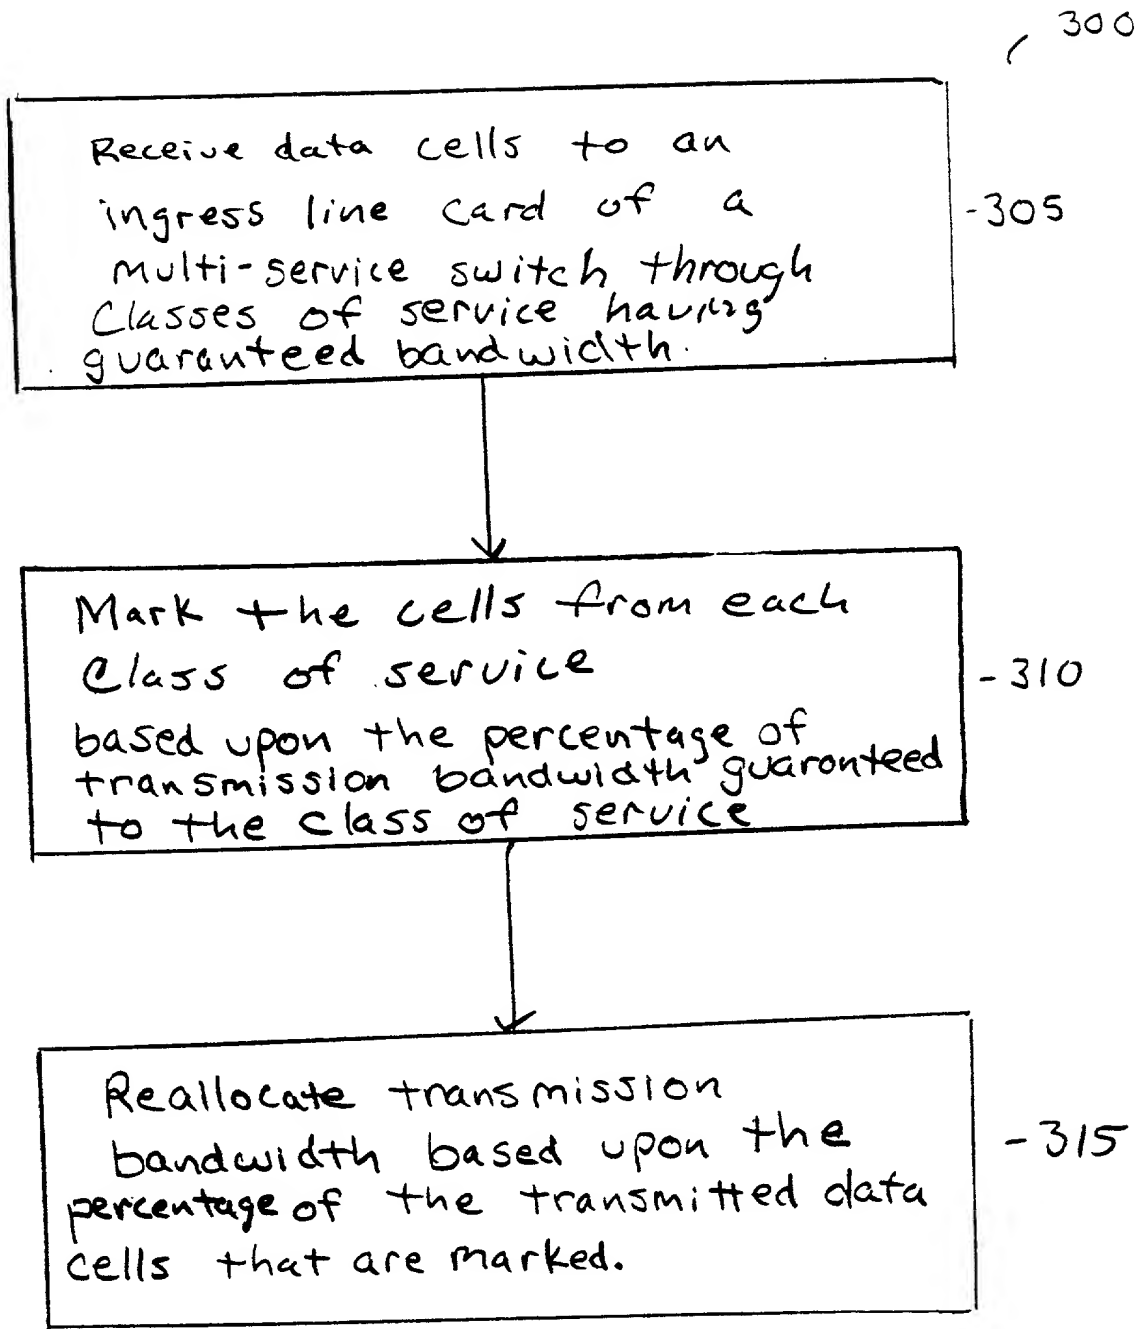 300
Receive data cells to an
ingress line card of a
multi-service switch through
Classes of service having
guaranteed bandwidth.
-305
Mark the cells from each
Class of service
based upon the percentage of
transmission bandwidth guaronteed
to the class of service
-310
Reallocate transmission
bandwidth based upon the
percentage of the transmitted data
cells that are marked.
-315